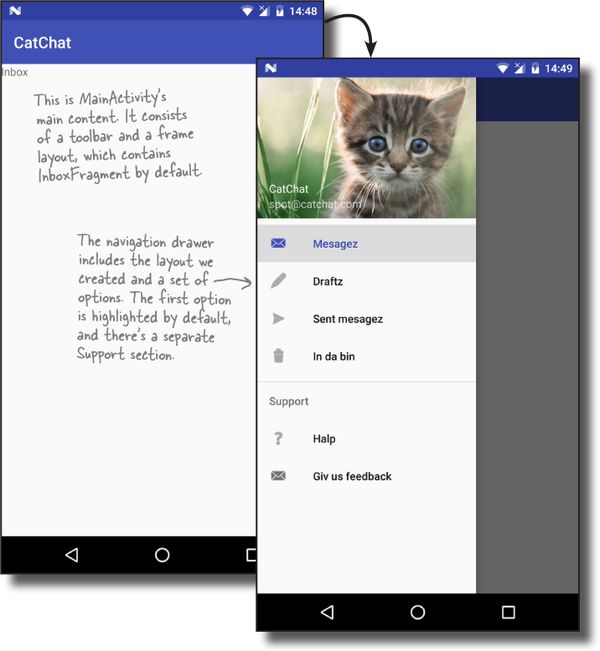 14:48
CatChat
Inbox
This is MainActivity's
main content. It consists
of a toolbar and a frame
layout, which contains
InboxFragment by default.
The navigation drawer
includes the layout we
created and a set of
options. The first option
is highlighted by default,
and there's a separate
Support section.
14:49
CatChat
spot@catchat.com
Mesagez
Draftz
Sent mesagez
In da bin
Support
Halp
Giv us feedback